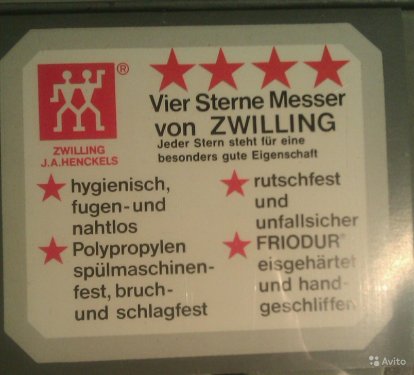 ®
ZWILLING
J.A.HENCKELS
Vier Sterne Messer
von ZWILLING
Jeder Stern steht für eine
besonders gute Eigenschaft
hygienisch,
fugen- und
nahtlos
Polypropylen
spülmaschinen-
fest, bruch-
und schlagfest
rutschfest
und
unfallsicher
FRIODUR®
eisgehärtet
und hand-
geschliffen
Avito